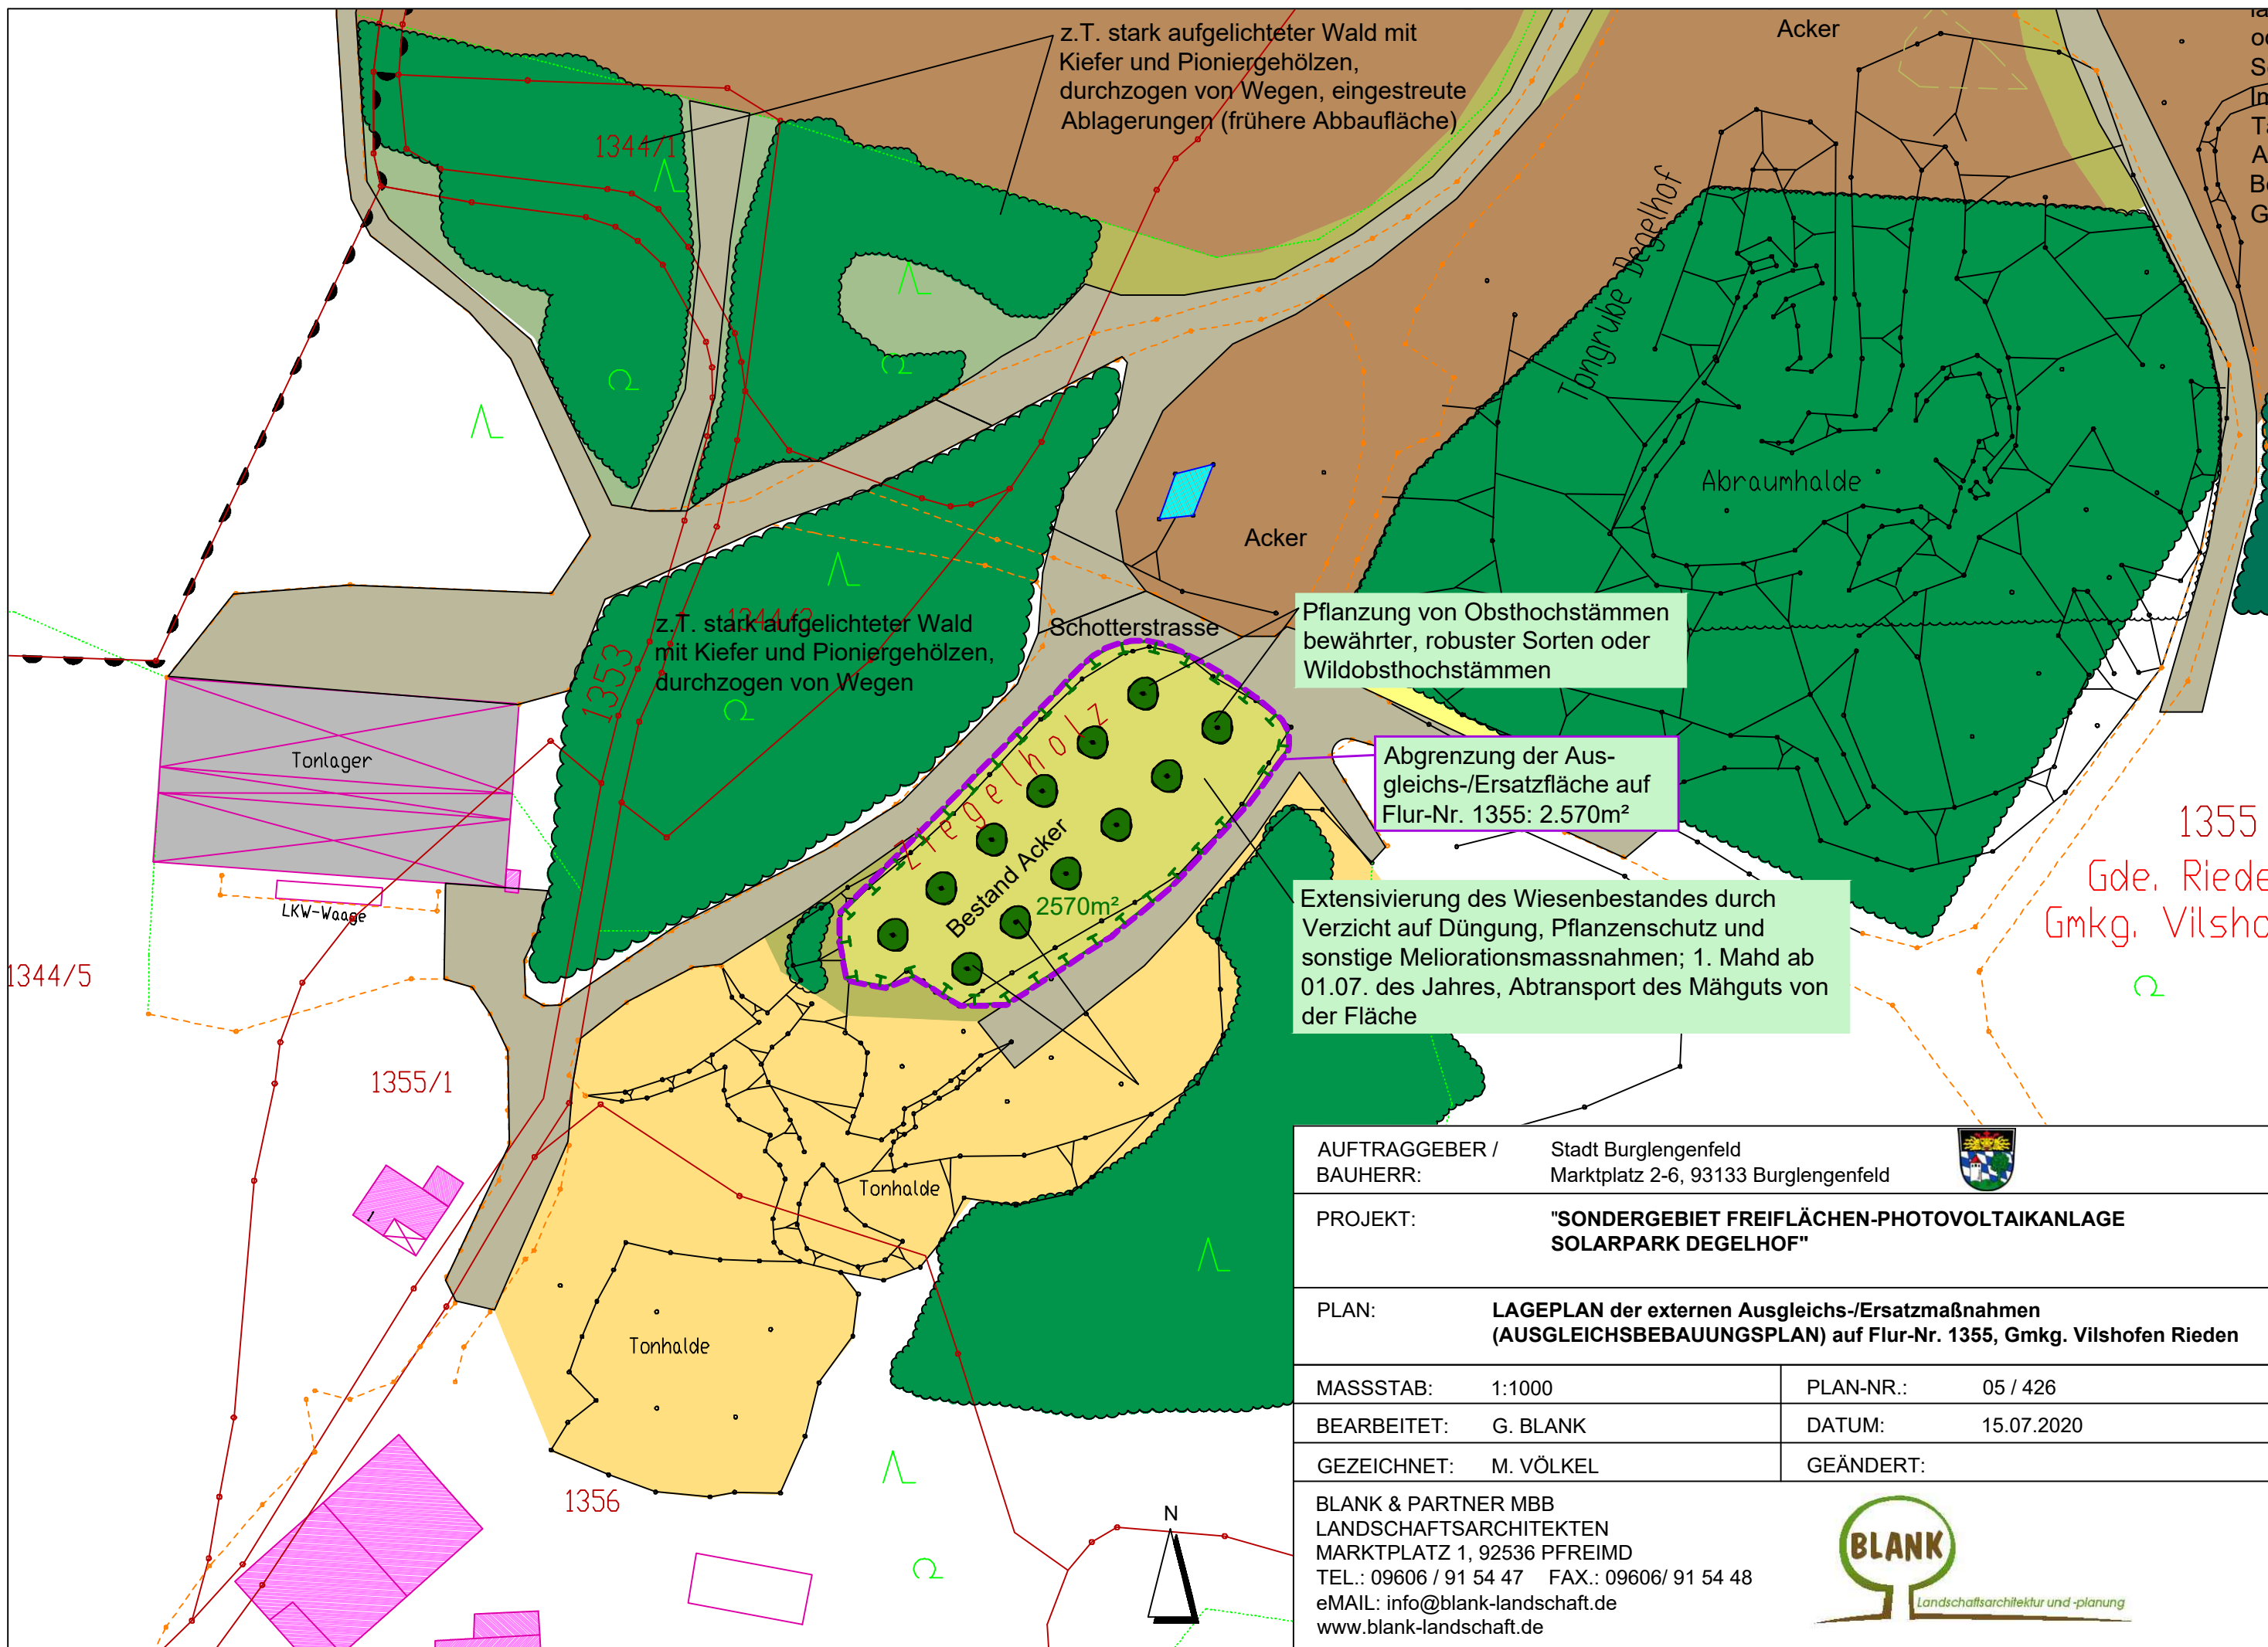 z.T. stark aufgelichteter Wald mit
Kiefer und Pioniergehölzen,
durchzogen von Wegen, eingestreute
Ablagerungen (frühere Abbaufläche)
Acker
1344/1
Tongrube Degelhof
Abraumhalde
Acker
1344/2
z.T. stark aufgelichteter Wald
mit Kiefer und Pioniergehölzen,
durchzogen von Wegen
1353
Schotterstrasse
Pflanzung von Obsthochstämmen
bewährter, robuster Sorten oder
Wildobsthochstämmen
Tonlager
Ziegelholz
Bestand Acker
2570m²
Abgrenzung der Aus-
gleichs-/Ersatzfläche auf
Flur-Nr. 1355: 2.570m²
1355
Gde. Riede
Gmkg. Vilsho
LKW-Waage
Extensivierung des Wiesenbestandes durch
Verzicht auf Düngung, Pflanzenschutz und
sonstige Meliorationsmassnahmen; 1. Mahd ab
01.07. des Jahres, Abtransport des Mähguts von
der Fläche
1344/5
1355/1
Tonhalde
Tonhalde
1
1356
N
AUFTRAGGEBER / Stadt Burglengenfeld
BAUHERR: Marktplatz 2-6, 93133 Burglengenfeld
PROJEKT: "SONDERGEBIET FREIFLÄCHEN-PHOTOVOLTAIKANLAGE
SOLARPARK DEGELHOF"
PLAN: LAGEPLAN der externen Ausgleichs-/Ersatzmaßnahmen
(AUSGLEICHSBEBAUUNGSPLAN) auf Flur-Nr. 1355, Gmkg. Vilshofen Rieden
MASSSTAB: 1:1000 PLAN-NR.: 05 / 426
BEARBEITET: G. BLANK DATUM: 15.07.2020
GEZEICHNET: M. VÖLKEL GEÄNDERT:
BLANK & PARTNER MBB
LANDSCHAFTSARCHITEKTEN
MARKTPLATZ 1, 92536 PFREIMD
TEL.: 09606 / 91 54 47 FAX.: 09606/ 91 54 48
eMAIL: info@blank-landschaft.de
www.blank-landschaft.de
BLANK
Landschaftsarchitektur und -planung